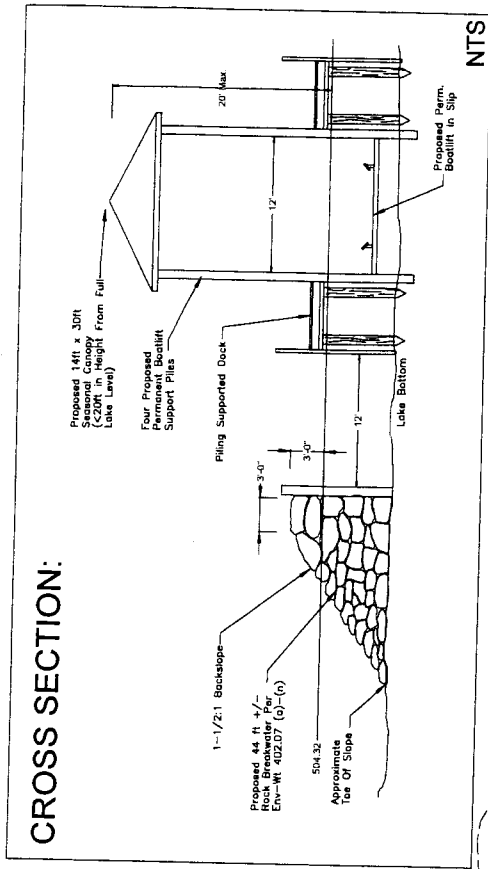 CROSS SECTION:
Proposed 14ft x 30ft
Seasonal Canopy
(<20ft in Height From Full
Lake Level)
Four Proposed
Permanent Boatlift
Support Piles
Piling Supported Dock
20' Max.
12'
12'
3'-0"
3'-0"
1-1/2:1 Backslope
Proposed 44 ft +/-
Rock Breakwater Per
Env-Wt 402.07 (a)-(n)
504.32
Approximate
Toe Of Slope
Lake Bottom
Proposed Perm.
Boatlift In Slip
NTS